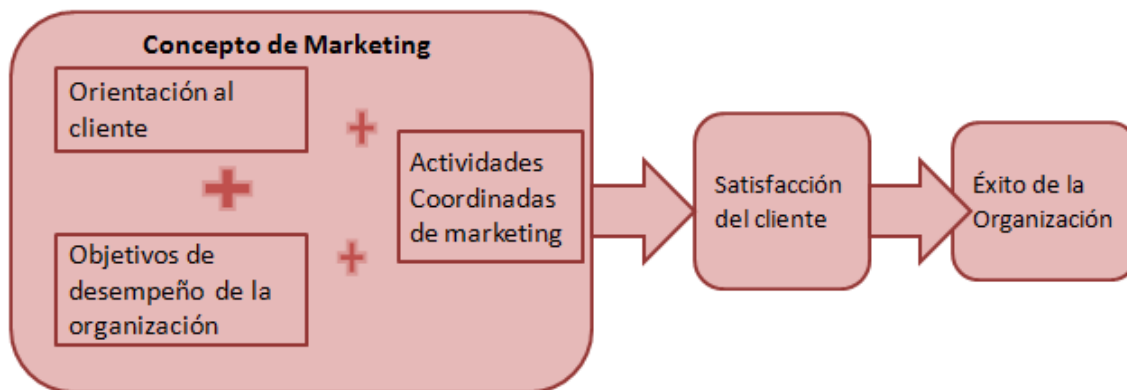 Concepto de Marketing
Orientación al
cliente
Objetivos de
desempeño de la
organización
Actividades
Coordinadas
de marketing
Satisfacción
del cliente
Éxito de la
Organización